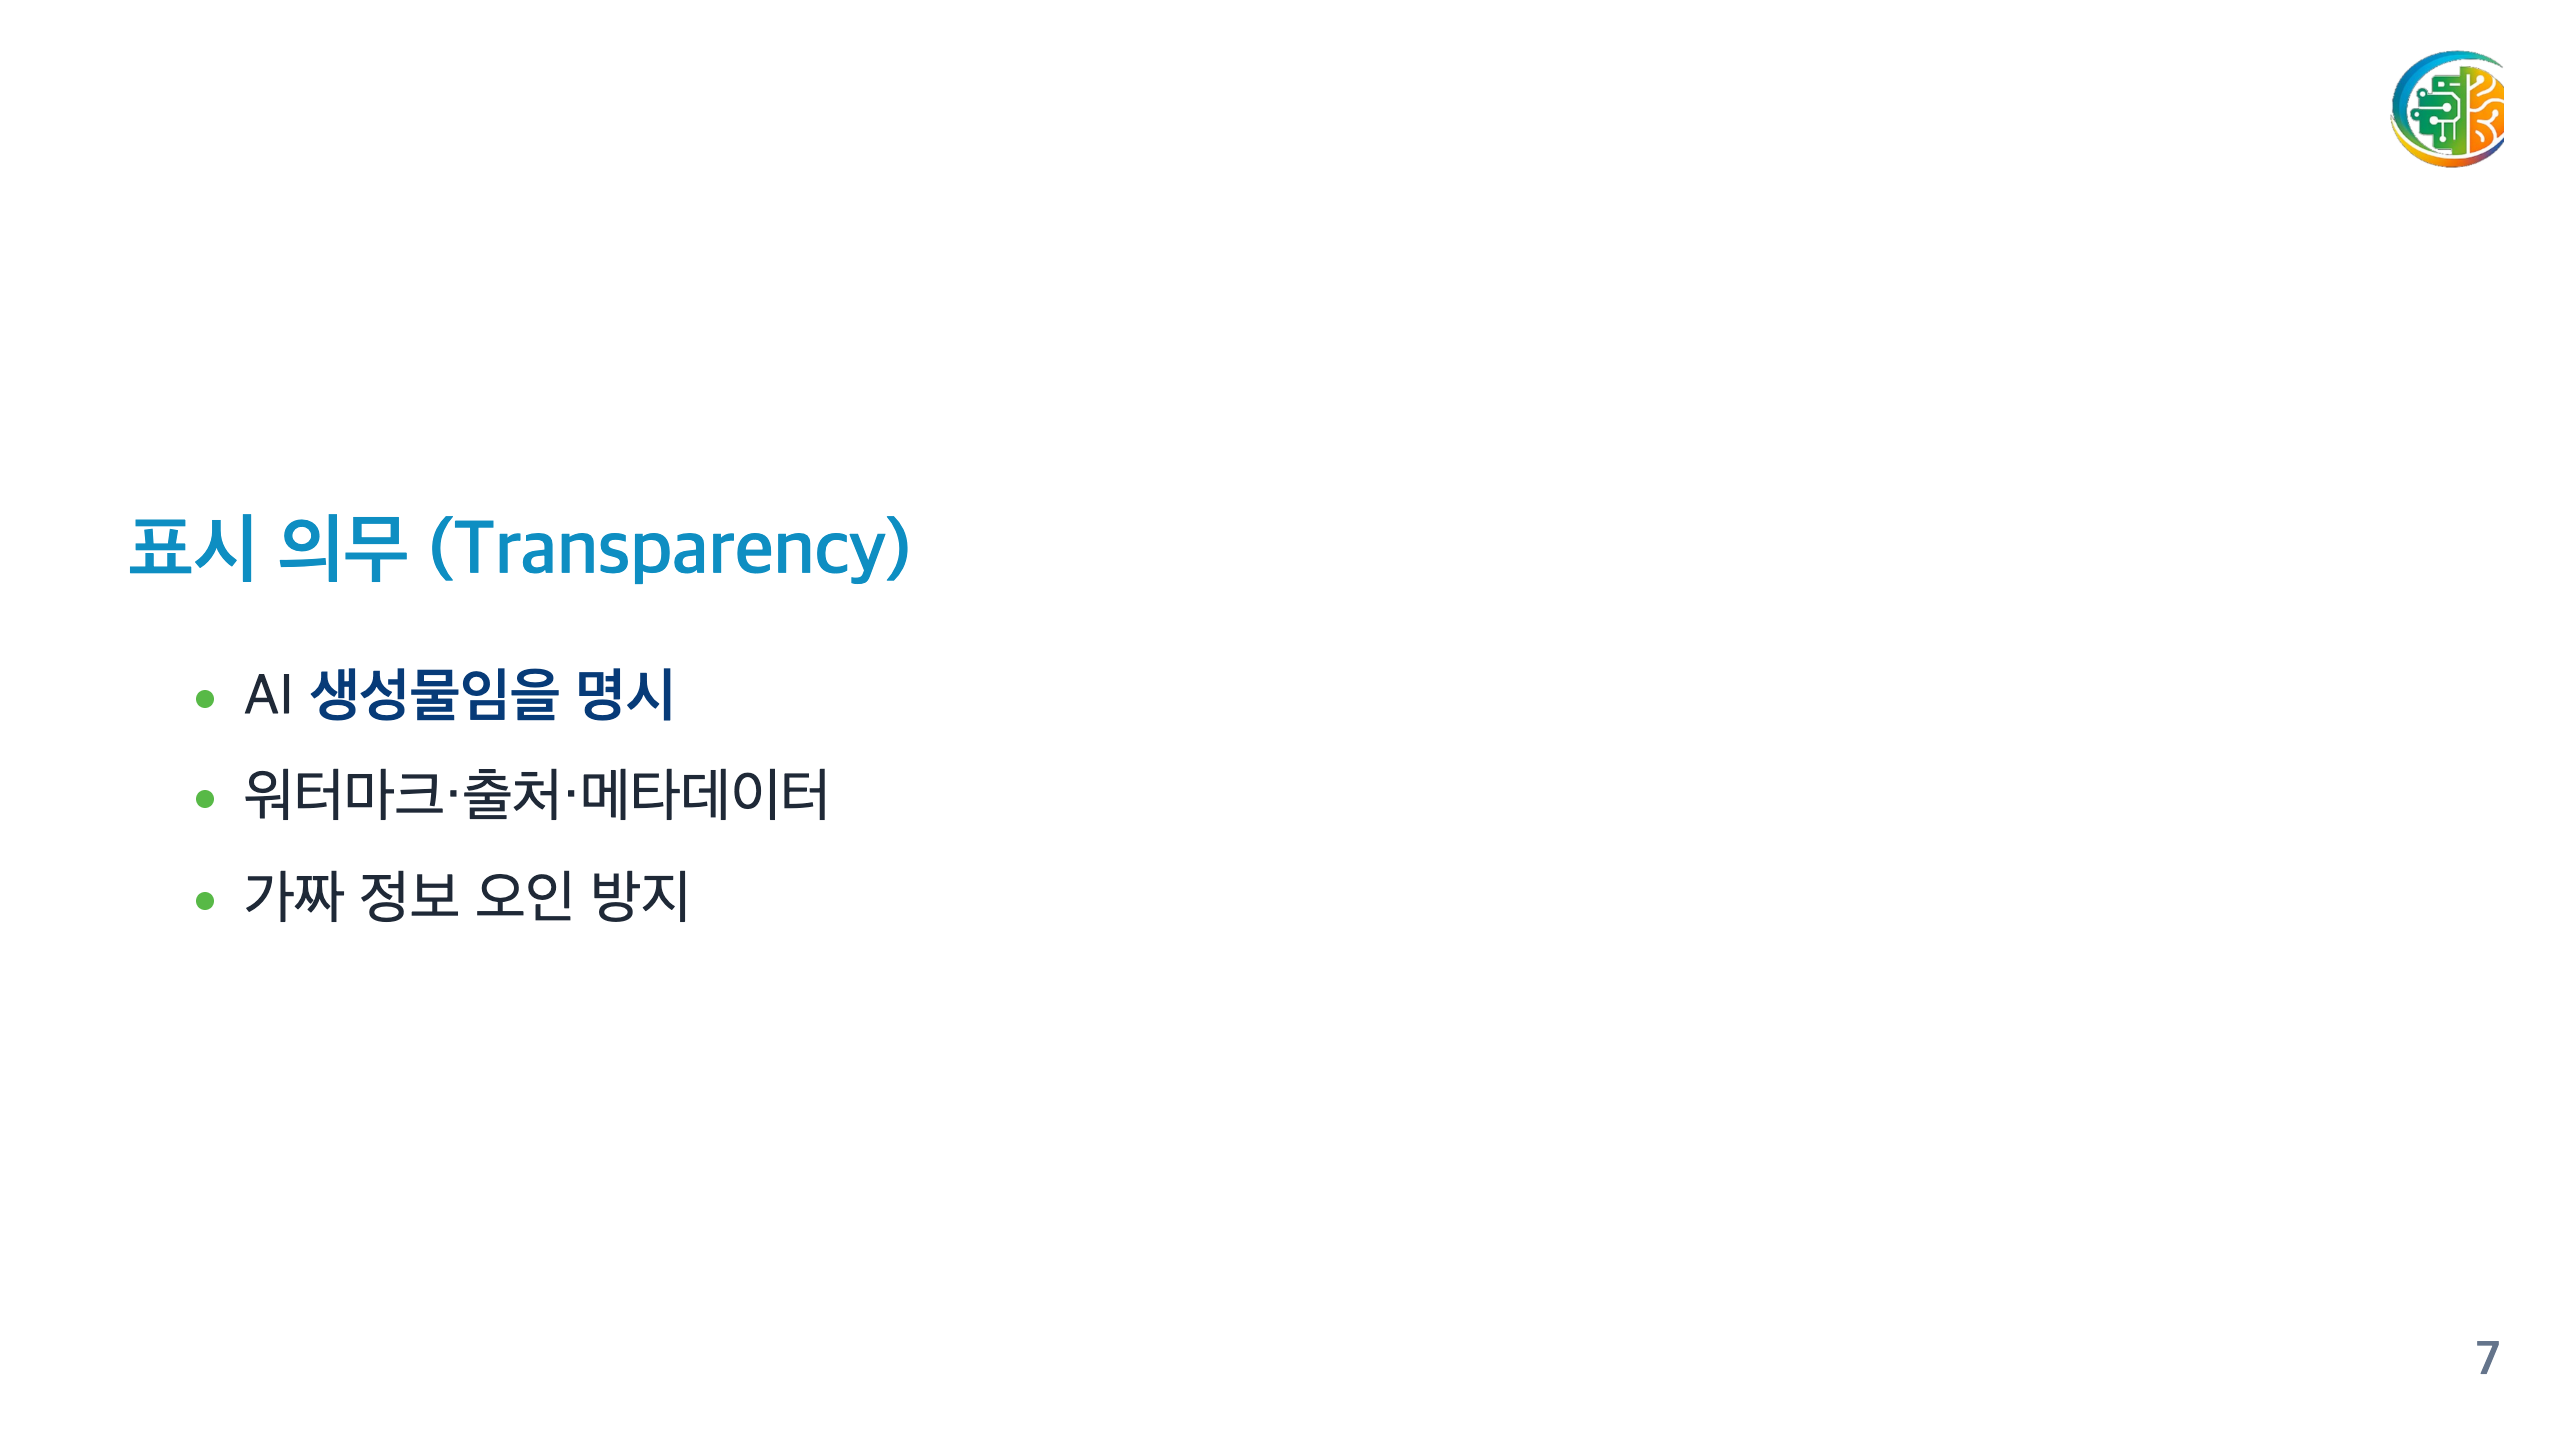 표시 의무 (Transparency)
AI 생성물임을 명시
워터마크·출처·메타데이터
가짜 정보 오인 방지
7